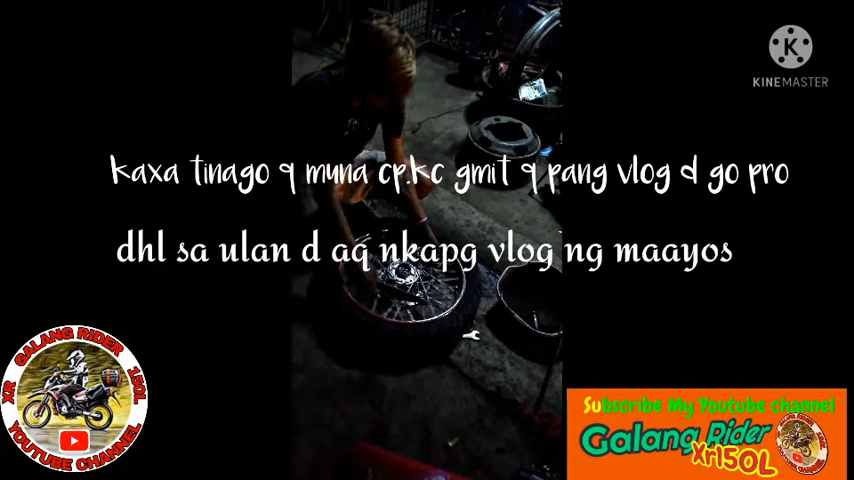 KINEMASTER
kaxa tinago q muna cp.kc gmit q pang vlog d go pro
dhl sa ulan d aq nkapg vlog ng maayos
GALANG RIDER
XR 150L
YOUTUBE CHANNEL
Subscribe My Youtube channel
Galang Rider
Xr150L